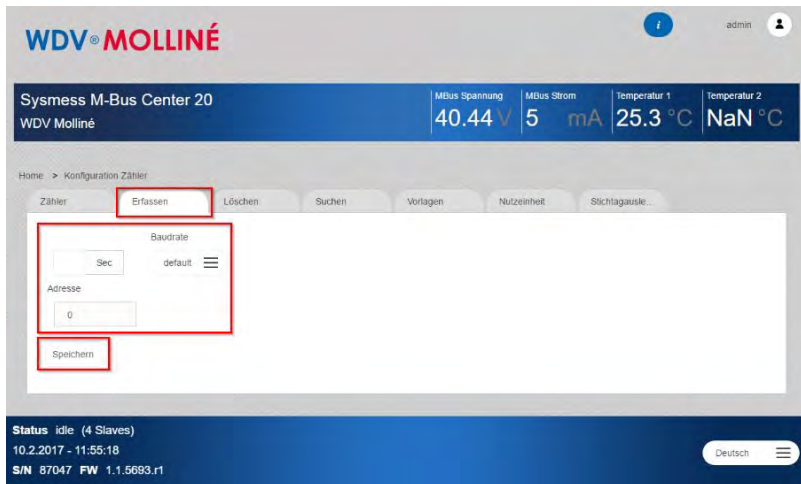 WDV®MOLLINÉ
i
admin
Sysmess M-Bus Center 20
WDV Molliné
MBus Spannung
40.44 V
MBus Strom
5 mA
Temperatur 1
25.3 °C
Temperatur 2
NaN °C
Home > Konfiguration Zähler
Zähler Erfassen Löschen Suchen Vorlagen Nutzeinheit Stichtagausle...
Baudrate
Sec default
Adresse
0
Speichern
Status idle (4 Slaves)
10.2.2017 - 11:55:18
S/N 87047 FW 1.1.5693.r1
Deutsch